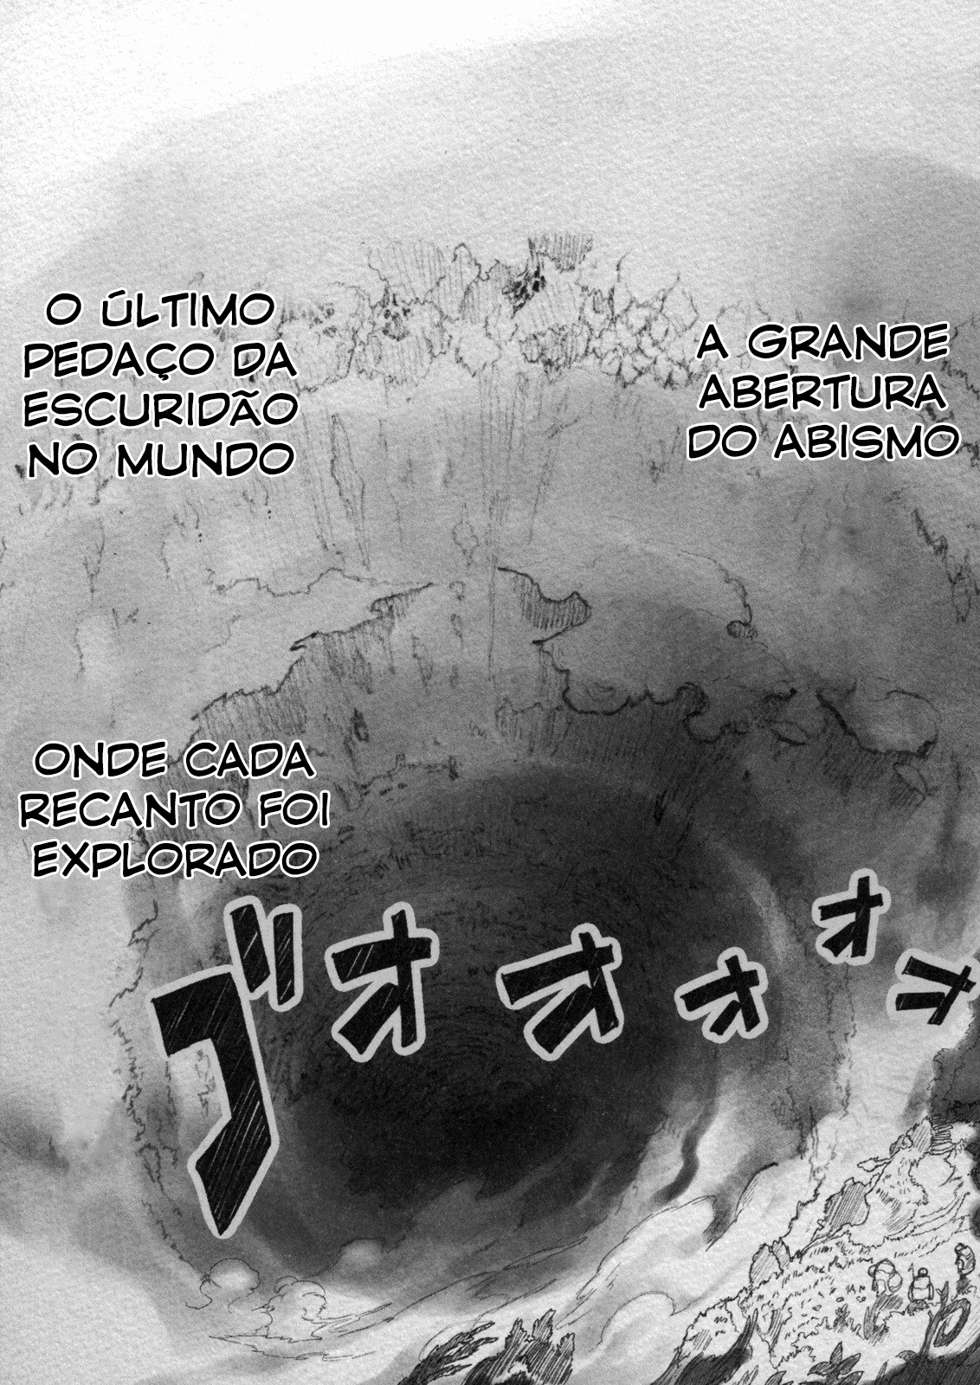 A GRANDE
ABERTURA
DO ABISMO
O ÚLTIMO
PEDAÇO DA
ESCURIDÃO
NO MUNDO
ONDE CADA
RECANTO FOI
EXPLORADO
ゴオオオオオ